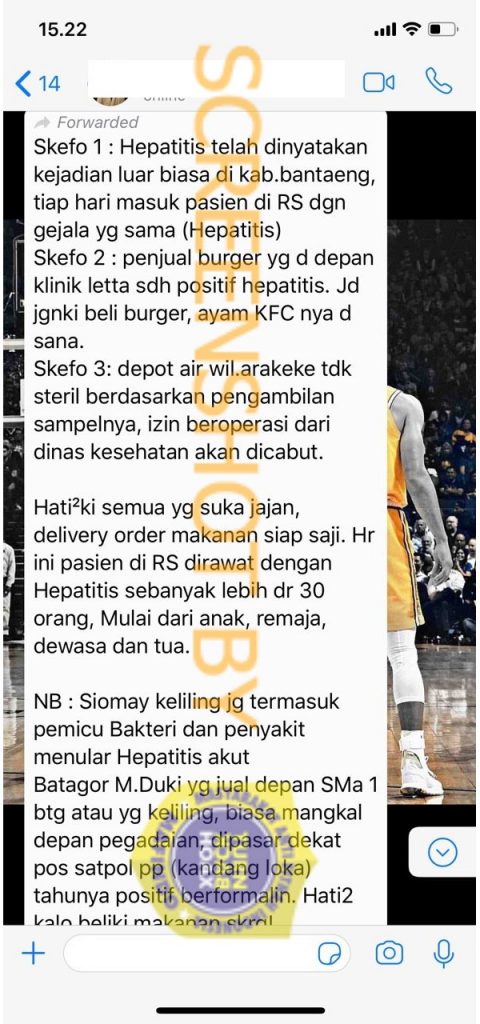 15.22
14
online
Forwarded
Skefo 1 : Hepatitis telah dinyatakan
kejadian luar biasa di kab.bantaeng,
tiap hari masuk pasien di RS dgn
gejala yg sama (Hepatitis)
Skefo 2 : penjual burger yg d depan
klinik letta sdh positif hepatitis. Jd
jgnki beli burger, ayam KFC nya d
sana.
Skefo 3: depot air wil.arakeke tdk
steril berdasarkan pengambilan
sampelnya, izin beroperasi dari
dinas kesehatan akan dicabut.
Hati²ki semua yg suka jajan,
delivery order makanan siap saji. Hr
ini pasien di RS dirawat dengan
Hepatitis sebanyak lebih dr 30
orang, Mulai dari anak, remaja,
dewasa dan tua.
NB : Siomay keliling jg termasuk
pemicu Bakteri dan penyakit
menular Hepatitis akut
Batagor M.Duki yg jual depan SMa 1
btg atau yg keliling, biasa mangkal
depan pegadaian, dipasar dekat
pos satpol pp (kandang loka)
tahunya positif berformalin. Hati2
kalo beliki makanan skrg!
SCREENSHOT BY
TURN
BACK
HOAX